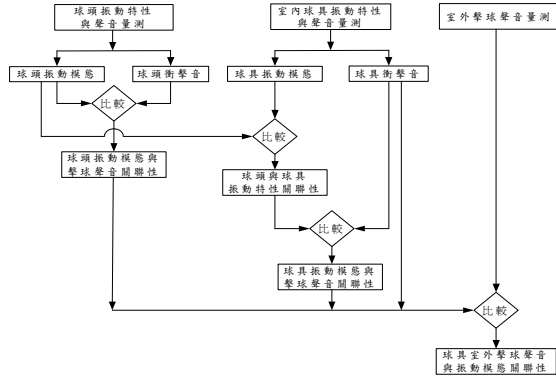 球頭振動特性
與聲音量測
室內球具振動特性
與聲音量測
室外擊球聲音量測
球頭振動模態
球頭衝擊音
球具振動模態
球具衝擊音
比較
比較
球頭振動模態與
擊球聲音關聯性
球頭與球具
振動特性關聯性
比較
球具振動模態與
擊球聲音關聯性
比較
球具室外擊球聲音
與振動模態關聯性